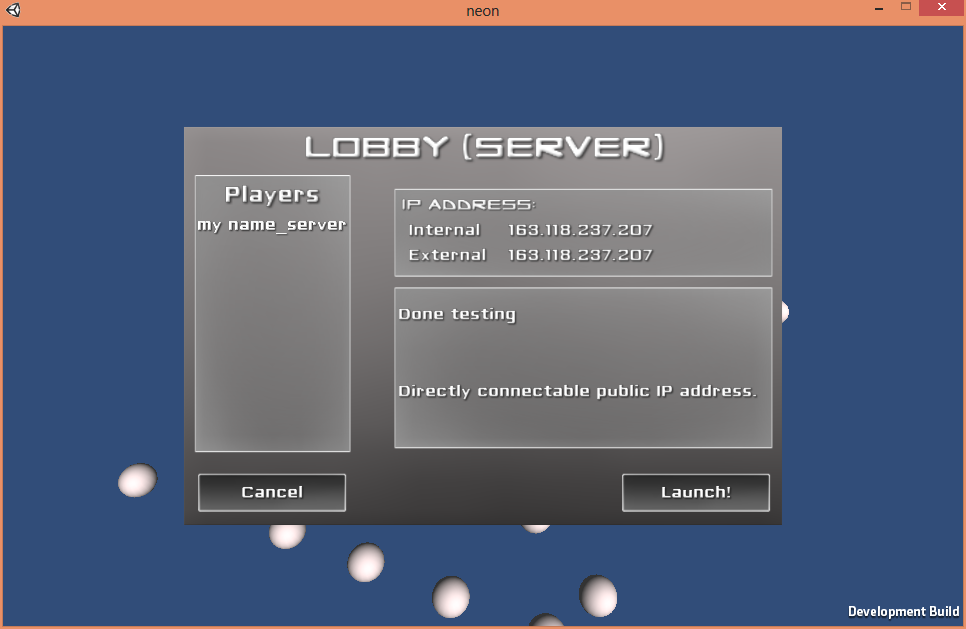 neon
LOBBY (SERVER)
Players
my name_server
IP ADDRESS:
Internal 163.118.237.207
External 163.118.237.207
Done testing
Directly connectable public IP address.
Cancel
Launch!
Development Build